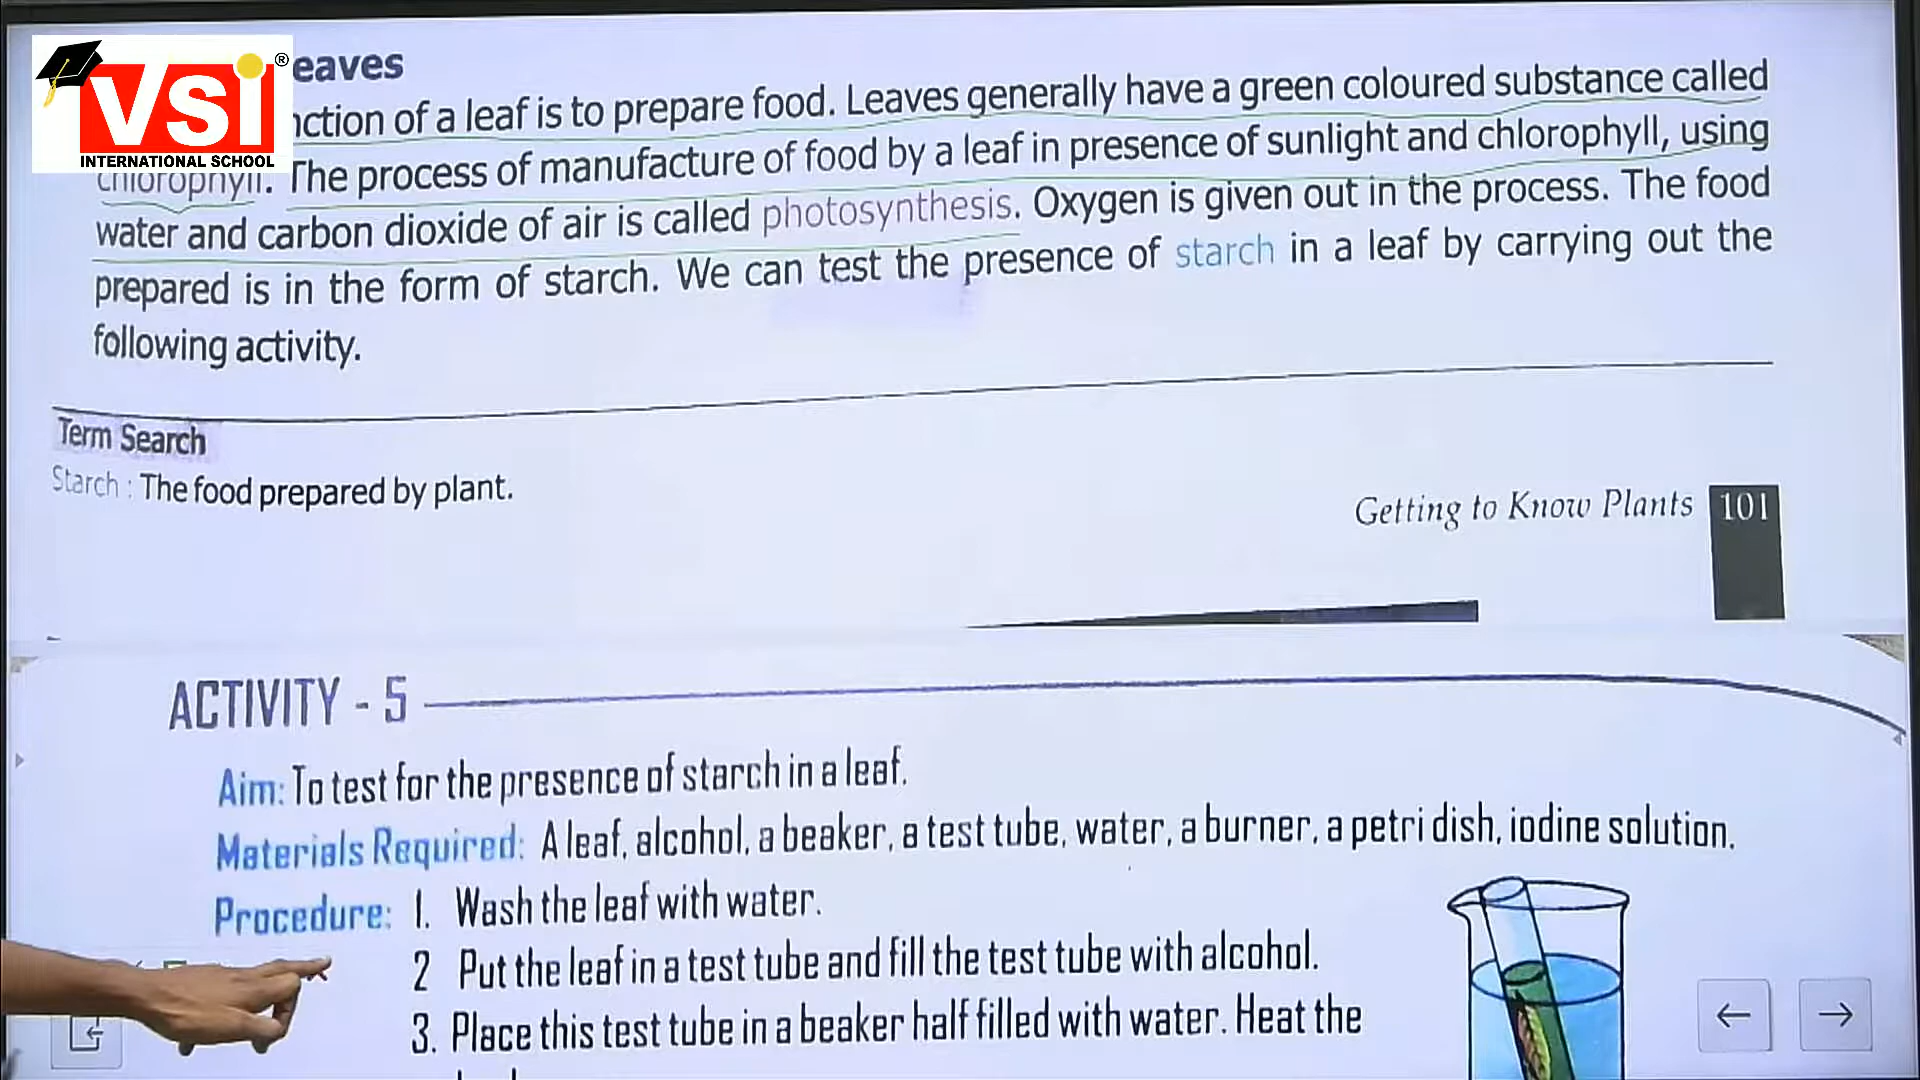 VSI ®
INTERNATIONAL SCHOOL
eaves
nction of a leaf is to prepare food. Leaves generally have a green coloured substance called
chlorophyll. The process of manufacture of food by a leaf in presence of sunlight and chlorophyll, using
water and carbon dioxide of air is called photosynthesis. Oxygen is given out in the process. The food
prepared is in the form of starch. We can test the presence of starch in a leaf by carrying out the
following activity.
Term Search
Starch : The food prepared by plant.
Getting to Know Plants 101
ACTIVITY - 5
Aim: To test for the presence of starch in a leaf.
Materials Required: A leaf, alcohol, a beaker, a test tube, water, a burner, a petri dish, iodine solution.
Procedure: 1. Wash the leaf with water.
2 Put the leaf in a test tube and fill the test tube with alcohol.
3. Place this test tube in a beaker half filled with water. Heat the